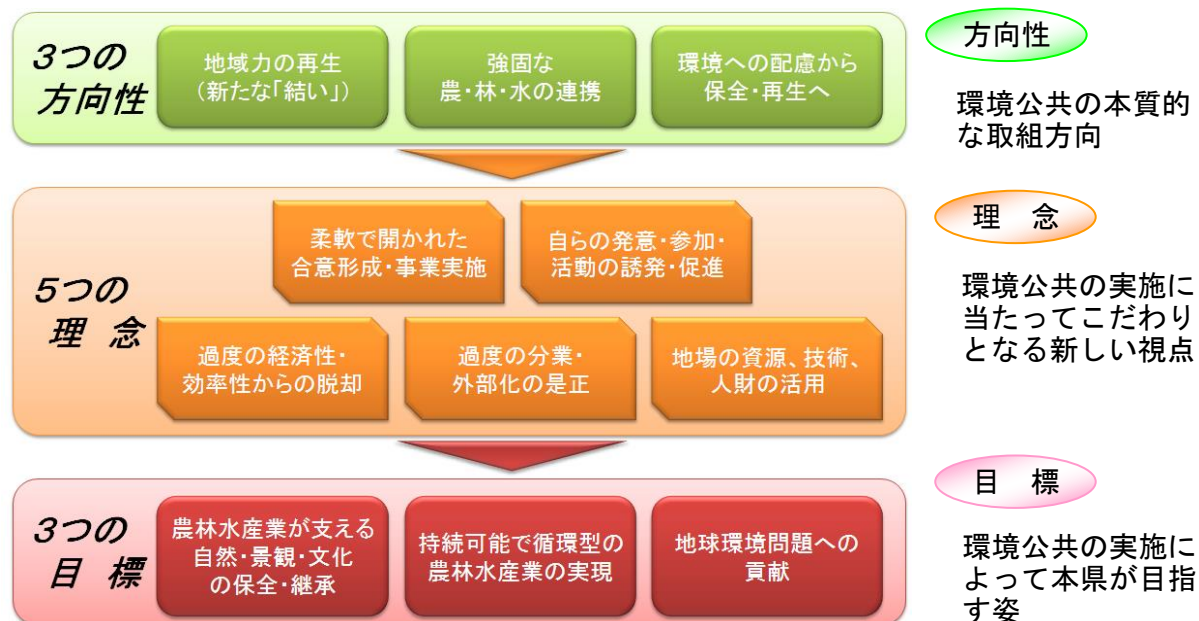 3つの
方向性
地域力の再生
(新たな「結い」)
強固な
農・林・水の連携
環境への配慮から
保全・再生へ
方向性
環境公共の本質的
な取組方向
5つの
理 念
柔軟で開かれた
合意形成・事業実施
自らの発意・参加・
活動の誘発・促進
過度の経済性・
効率性からの脱却
過度の分業・
外部化の是正
地場の資源、技術、
人財の活用
理 念
環境公共の実施に
当たってこだわり
となる新しい視点
3つの
目 標
農林水産業が支える
自然・景観・文化
の保全・継承
持続可能で循環型の
農林水産業の実現
地球環境問題への
貢献
目 標
環境公共の実施に
よって本県が目指
す姿